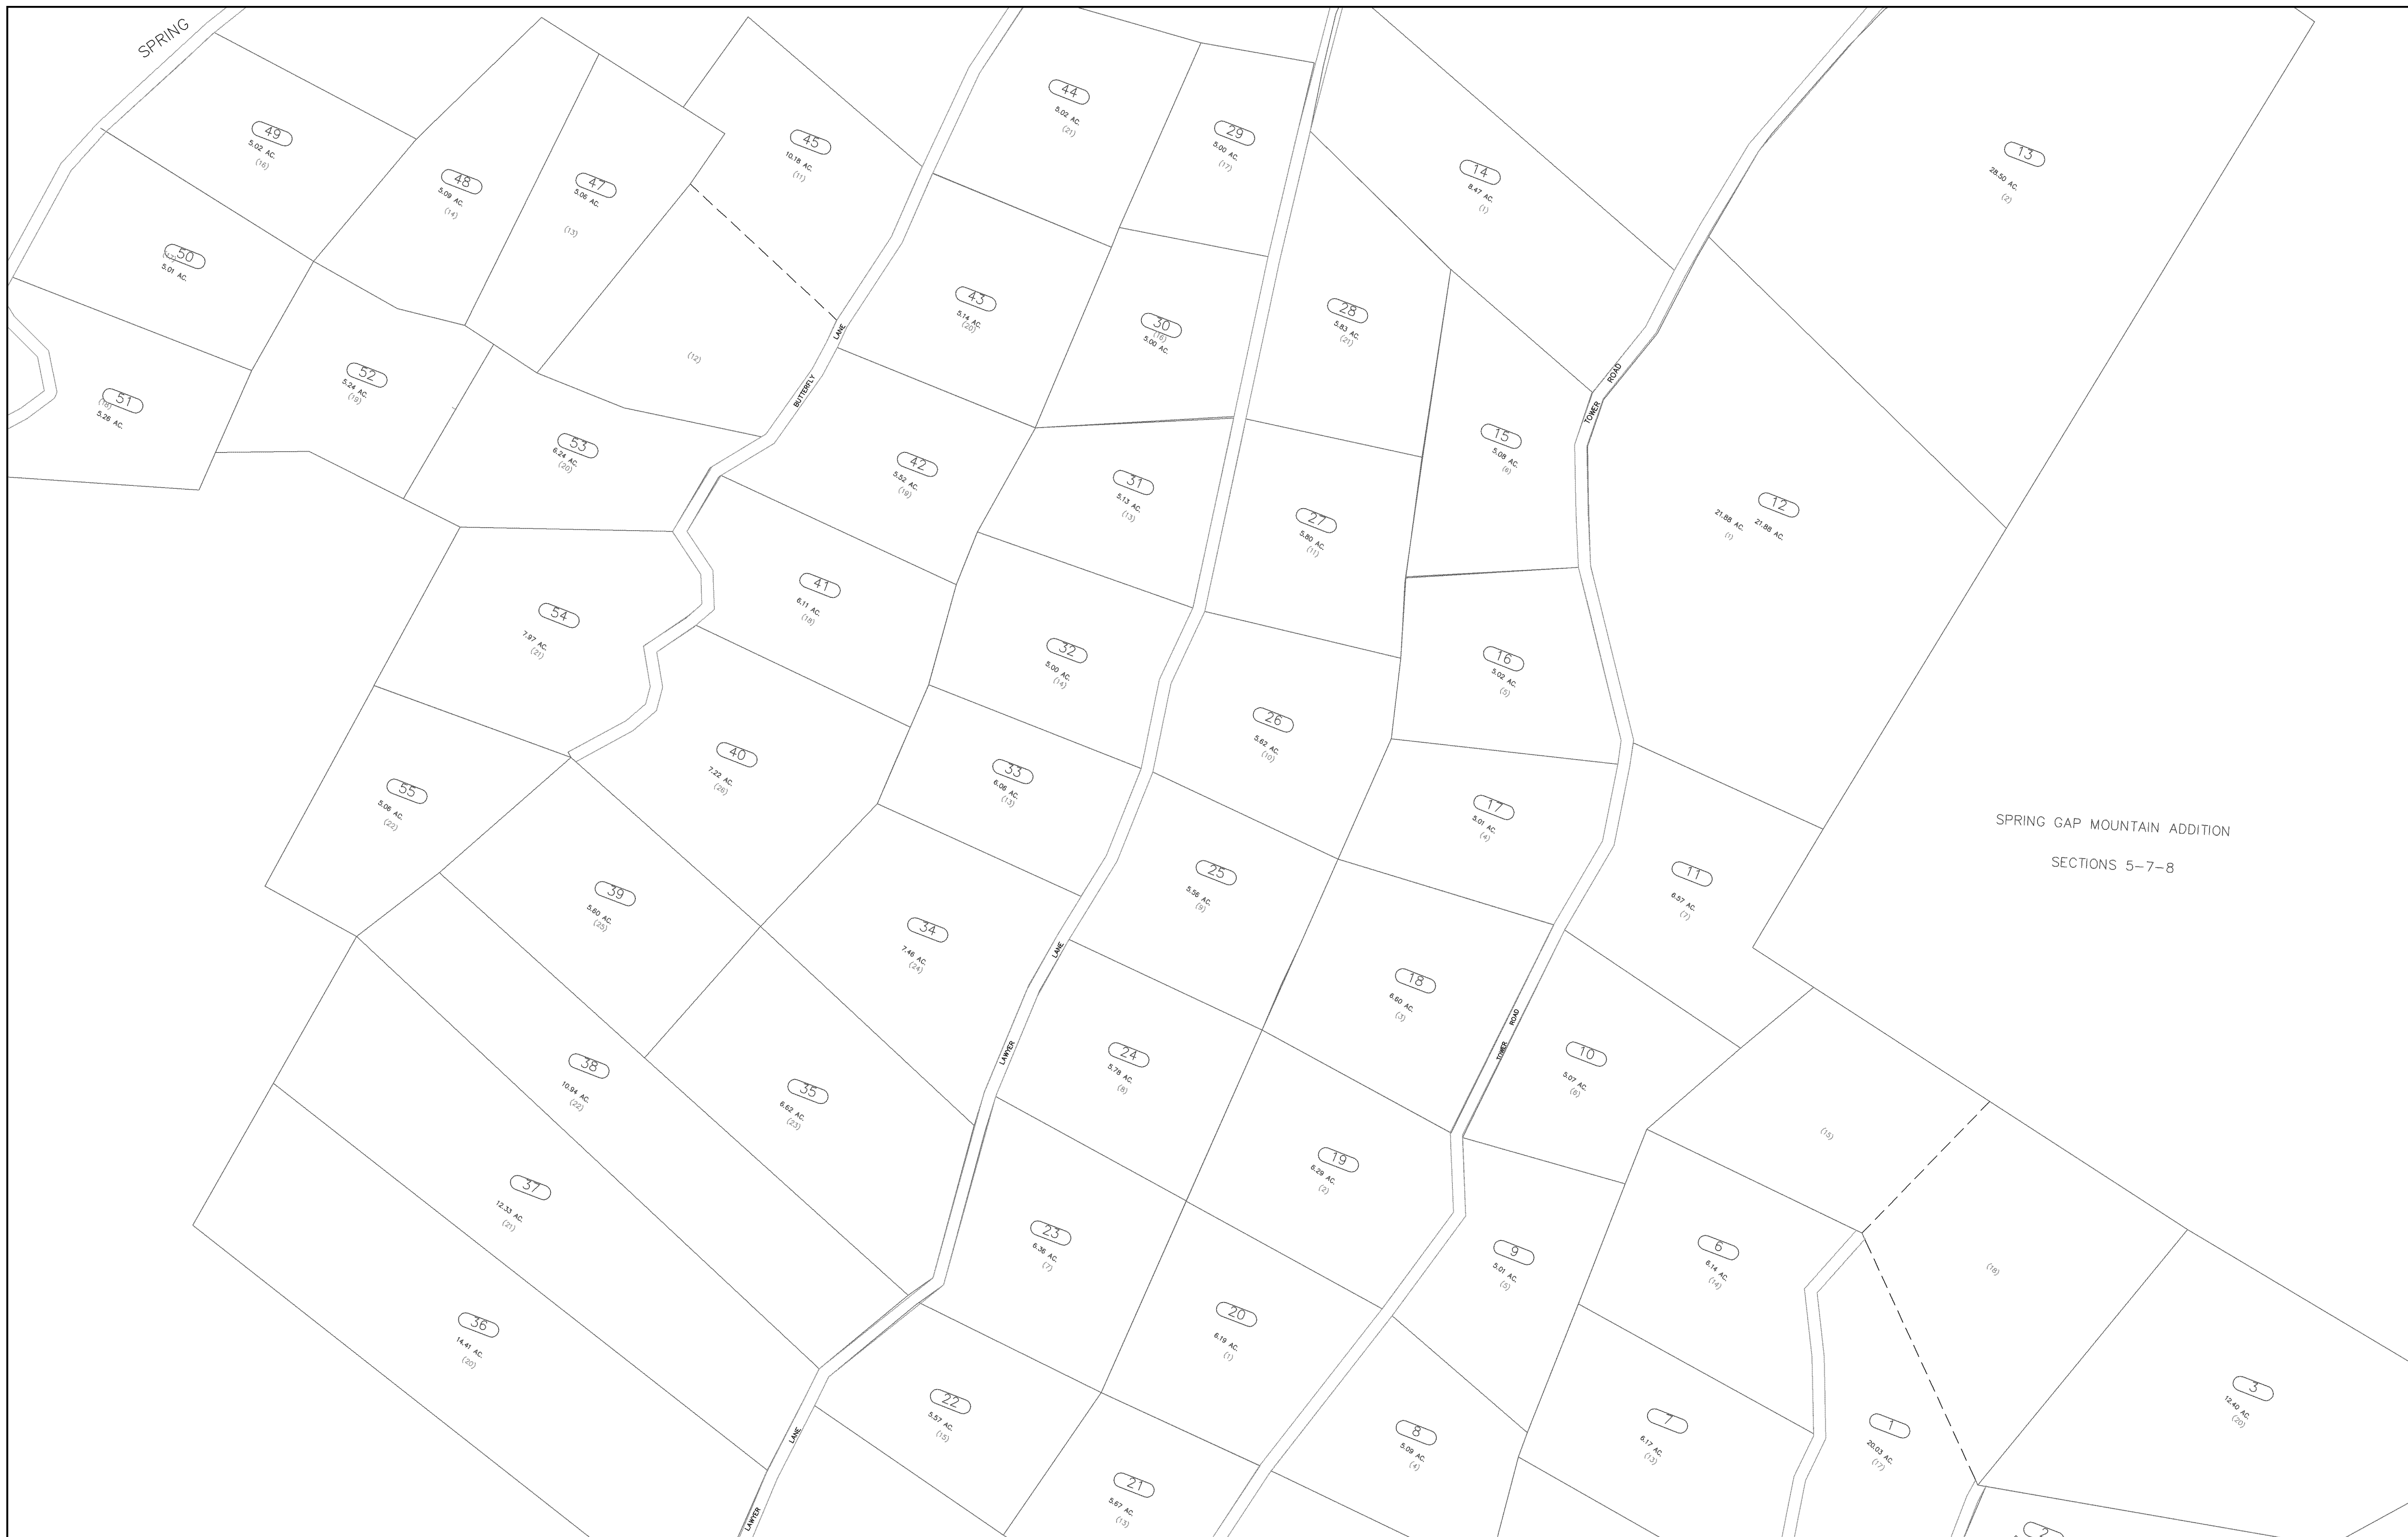 SPRING
49
5.02 AC.
(16)
48
5.09 AC.
(14)
47
5.06 AC.
(13)
45
10.18 AC.
(11)
44
5.02 AC.
(21)
29
5.00 AC.
(17)
14
8.47 AC.
(1)
13
28.50 AC.
(2)
50
5.01 AC.
52
5.24 AC.
(19)
51
(18)
5.26 AC.
53
6.24 AC.
(20)
(12)
BUTTERFLY LANE
43
5.14 AC.
(20)
30
(16)
5.00 AC.
28
5.83 AC.
(21)
15
5.08 AC.
(6)
TOWER ROAD
12
21.88 AC.
21.88 AC.
(1)
42
5.52 AC.
(19)
31
5.13 AC.
(13)
27
5.80 AC.
(11)
54
7.97 AC.
(21)
41
6.11 AC.
(18)
32
5.00 AC.
(14)
16
5.02 AC.
(5)
26
5.62 AC.
(10)
55
5.06 AC.
(22)
40
7.22 AC.
(26)
33
6.06 AC.
(13)
17
5.01 AC.
(4)
SPRING GAP MOUNTAIN ADDITION
SECTIONS 5-7-8
11
6.57 AC.
(7)
39
5.60 AC.
(25)
34
7.46 AC.
(24)
25
5.56 AC.
(9)
18
6.60 AC.
(3)
LAWYER LANE
TOWER ROAD
38
10.94 AC.
(22)
35
6.62 AC.
(23)
24
5.78 AC.
(8)
10
5.07 AC.
(6)
(15)
37
12.33 AC.
(21)
19
6.29 AC.
(2)
23
6.36 AC.
(7)
9
5.01 AC.
(5)
6
6.14 AC.
(14)
(18)
36
14.41 AC.
(20)
20
6.19 AC.
(1)
22
5.57 AC.
(15)
8
5.09 AC.
(4)
7
6.17 AC.
(13)
1
20.03 AC.
(17)
3
12.40 AC.
(20)
21
5.67 AC.
(13)
LAWYER LANE
2